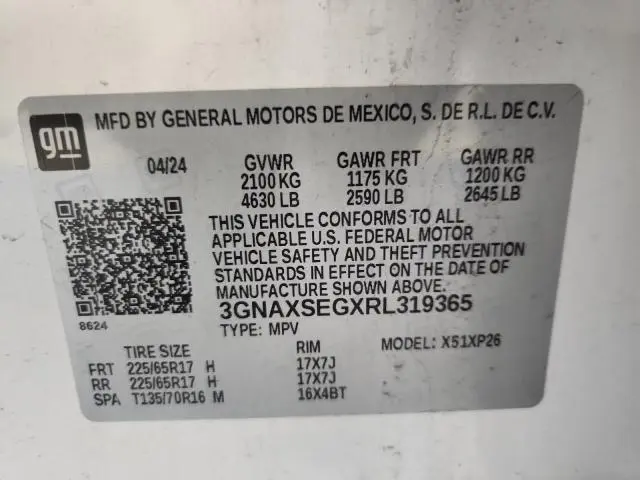 gm
MFD BY GENERAL MOTORS DE MEXICO, S. DE R.L. DE C.V.
04/24 GVWR GAWR FRT GAWR RR
2100 KG 1175 KG 1200 KG
4630 LB 2590 LB 2645 LB
THIS VEHICLE CONFORMS TO ALL
APPLICABLE U.S. FEDERAL MOTOR
VEHICLE SAFETY AND THEFT PREVENTION
STANDARDS IN EFFECT ON THE DATE OF
MANUFACTURE SHOWN ABOVE.
8624 3GNAXSEGXRL319365
TYPE: MPV MODEL: X51XP26
TIRE SIZE RIM
FRT 225/65R17 H 17X7J
RR 225/65R17 H 17X7J
SPA T135/70R16 M 16X4BT